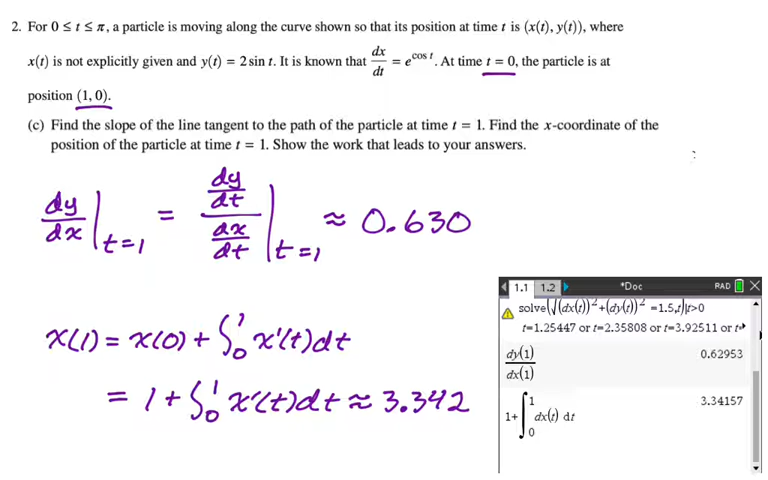 2. For 0 ≤ t ≤ π, a particle is moving along the curve shown so that its position at time t is (x(t), y(t)), where
x(t) is not explicitly given and y(t) = 2 sin t. It is known that dx/dt = e^(cos t). At time t = 0, the particle is at
position (1, 0).
(c) Find the slope of the line tangent to the path of the particle at time t = 1. Find the x-coordinate of the
position of the particle at time t = 1. Show the work that leads to your answers.
dy/dx |t=1 = (dy/dt)/(dx/dt) |t=1 ≈ 0.630
x(1) = x(0) + ∫₀¹ x'(t)dt
= 1 + ∫₀¹ x'(t)dt ≈ 3.342
1.1 1.2 *Doc RAD
solve(√((dx(t))²+(dy(t))²)=1.5,t)|t>0
t=1.25447 or t=2.35808 or t=3.92511 or t
dy(1)/dx(1) 0.62953
1+∫₀¹ dx(t) dt 3.34157